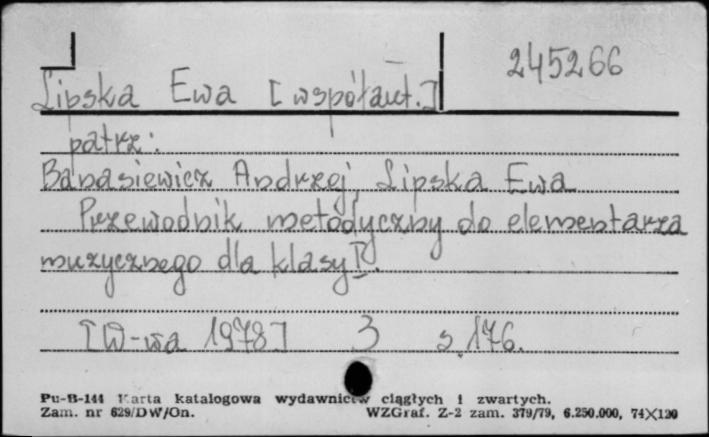 245266
Lipska Ewa [współaut.]
patrz:
Banasiewicz Andrzej, Lipska Ewa
Przewodnik metodyczny do elementarza
muzycznego dla klasy I.
[W-wa 1978] 3 s. 176.
Pu-B-144 Karta katalogowa wydawnictw ciągłych i zwartych.
Zam. nr 629/DW/On. WZGraf. Z-2 zam. 379/79, 6.250.000, 74X120